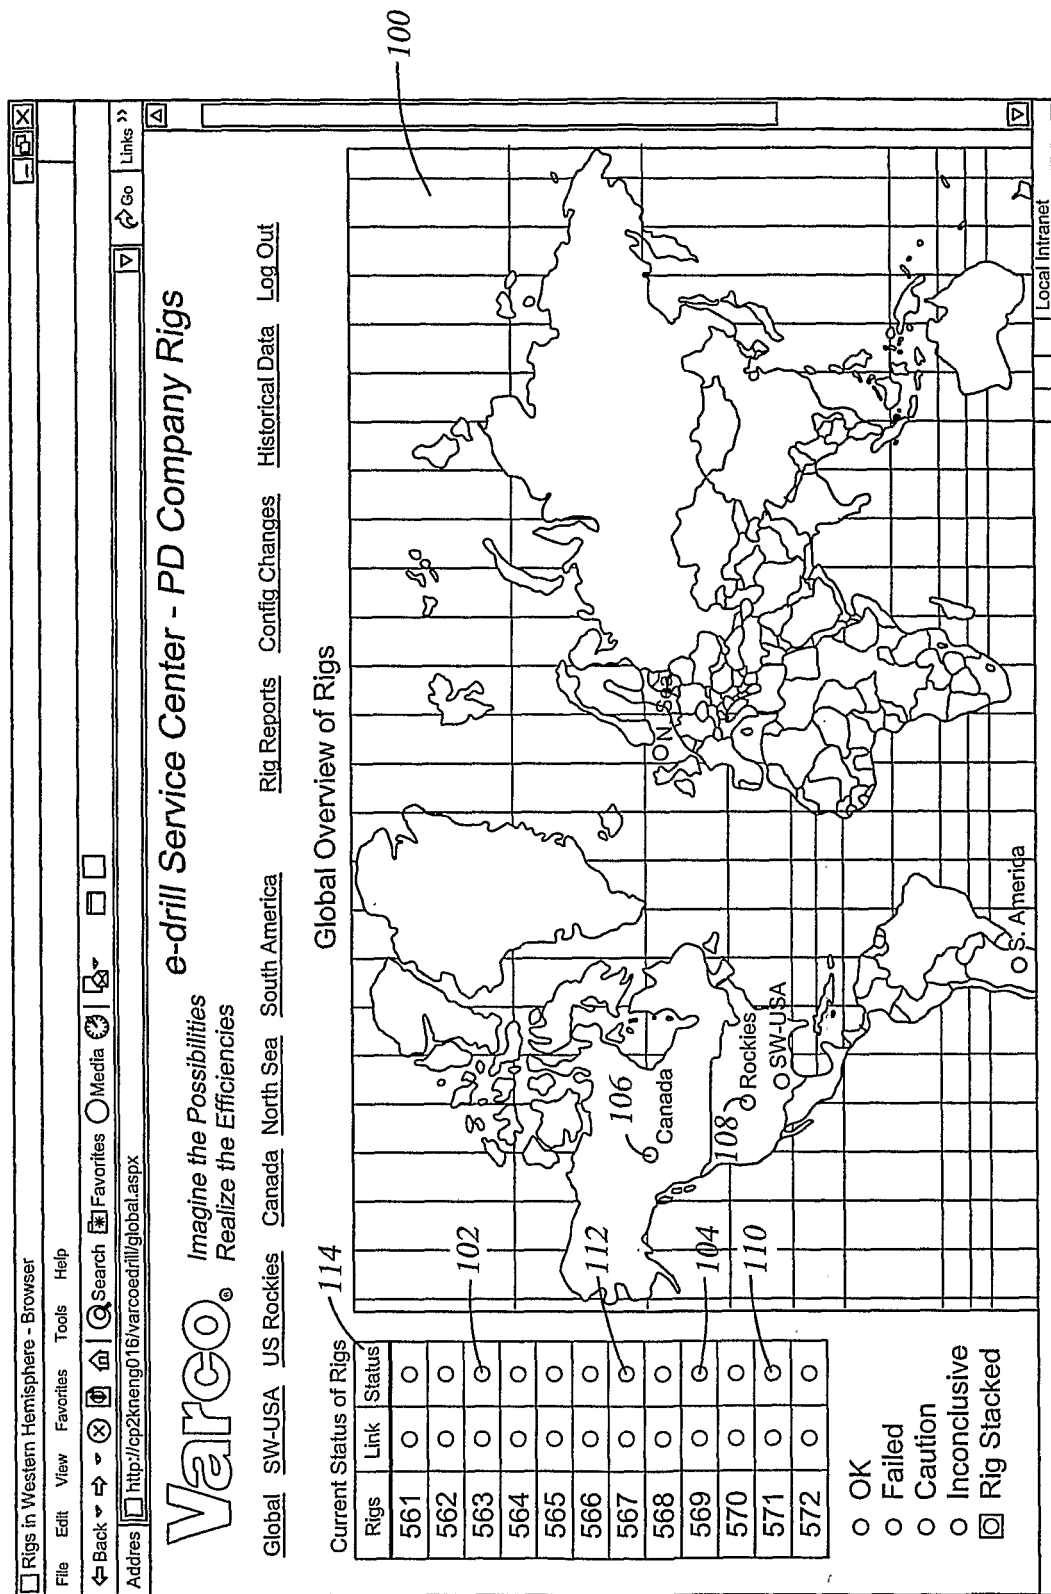 Rigs in Western Hemisphere - Browser
File Edit View Favorites Tools Help
Back Search Favorites Media
Addres http://cp2kneng016/varcoedrill/global.aspx Go Links >>
Varco® Imagine the Possibilities
Realize the Efficiencies
e-drill Service Center - PD Company Rigs
Global SW-USA US Rockies Canada North Sea South America Rig Reports Config Changes Historical Data Log Out
Current Status of Rigs 114
Global Overview of Rigs
100
Rigs Link Status
561
562
563 102
564
565
566
567 112
568
569 104
570
571 110
572
OK
Failed
Caution
Inconclusive
Rig Stacked
106
Canada
108
Rockies
SW-USA
N. Sea
S. America
Local Intranet